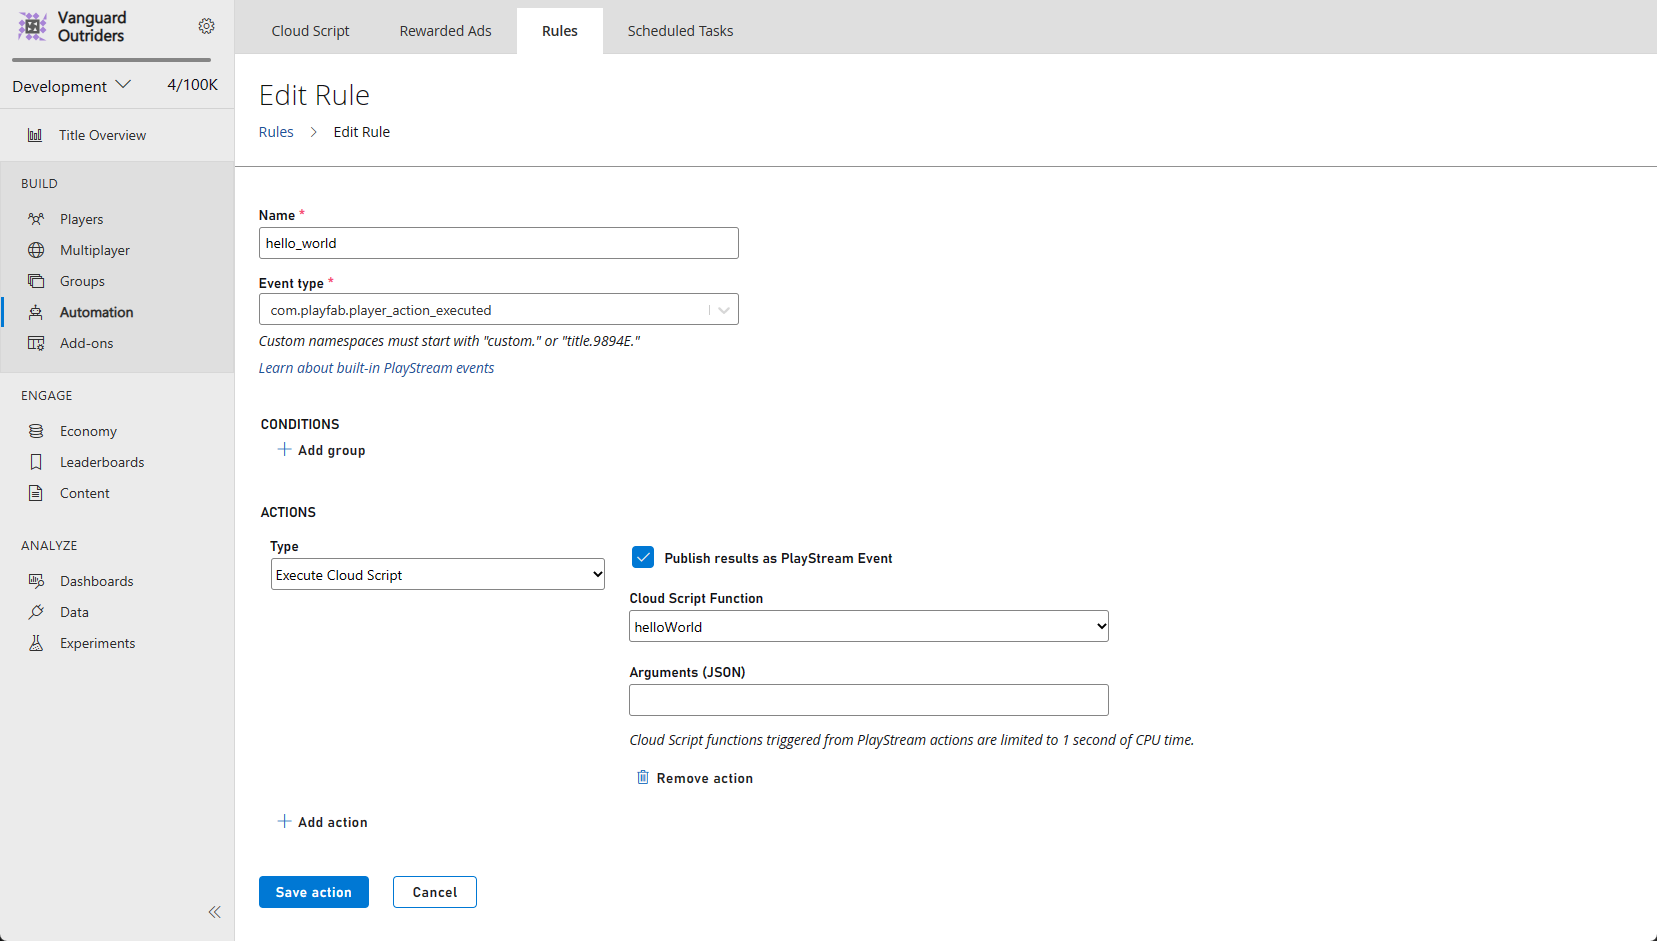 Vanguard
Outriders
Development 4/100K
Title Overview
BUILD
Players
Multiplayer
Groups
Automation
Add-ons
ENGAGE
Economy
Leaderboards
Content
ANALYZE
Dashboards
Data
Experiments
Cloud Script Rewarded Ads Rules Scheduled Tasks
Edit Rule
Rules > Edit Rule
Name *
hello_world
Event type *
com.playfab.player_action_executed
Custom namespaces must start with "custom." or "title.9894E."
Learn about built-in PlayStream events
CONDITIONS
Add group
ACTIONS
Type
Execute Cloud Script
Publish results as PlayStream Event
Cloud Script Function
helloWorld
Arguments (JSON)
Cloud Script functions triggered from PlayStream actions are limited to 1 second of CPU time.
Remove action
Add action
Save action Cancel